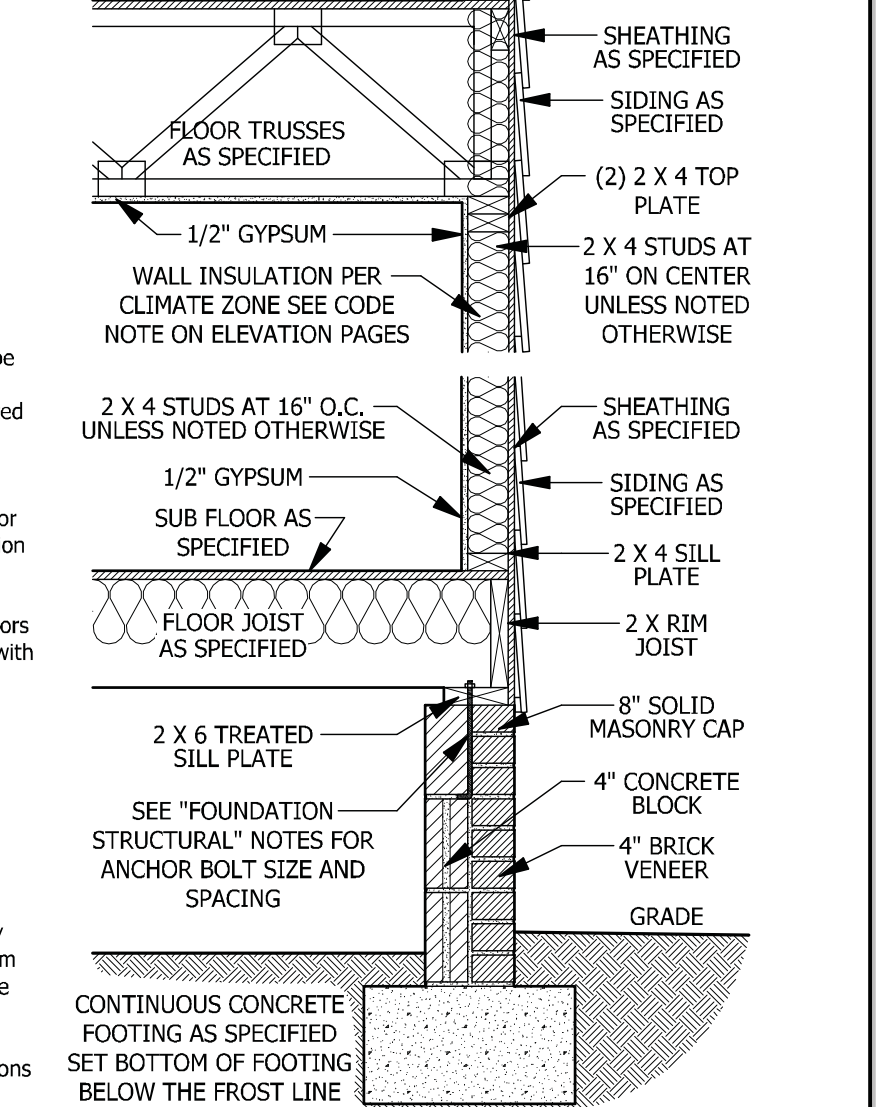 SHEATHING
AS SPECIFIED
SIDING AS
SPECIFIED
FLOOR TRUSSES
AS SPECIFIED
(2) 2 X 4 TOP
PLATE
1/2" GYPSUM
2 X 4 STUDS AT
16" ON CENTER
UNLESS NOTED
OTHERWISE
WALL INSULATION PER
CLIMATE ZONE SEE CODE
NOTE ON ELEVATION PAGES
2 X 4 STUDS AT 16" O.C.
UNLESS NOTED OTHERWISE
SHEATHING
AS SPECIFIED
1/2" GYPSUM
SIDING AS
SPECIFIED
SUB FLOOR AS
SPECIFIED
2 X 4 SILL
PLATE
FLOOR JOIST
AS SPECIFIED
2 X RIM
JOIST
8" SOLID
MASONRY CAP
2 X 6 TREATED
SILL PLATE
4" CONCRETE
BLOCK
SEE "FOUNDATION
STRUCTURAL" NOTES FOR
ANCHOR BOLT SIZE AND
SPACING
4" BRICK
VENEER
GRADE
CONTINUOUS CONCRETE
FOOTING AS SPECIFIED
SET BOTTOM OF FOOTING
BELOW THE FROST LINE
with